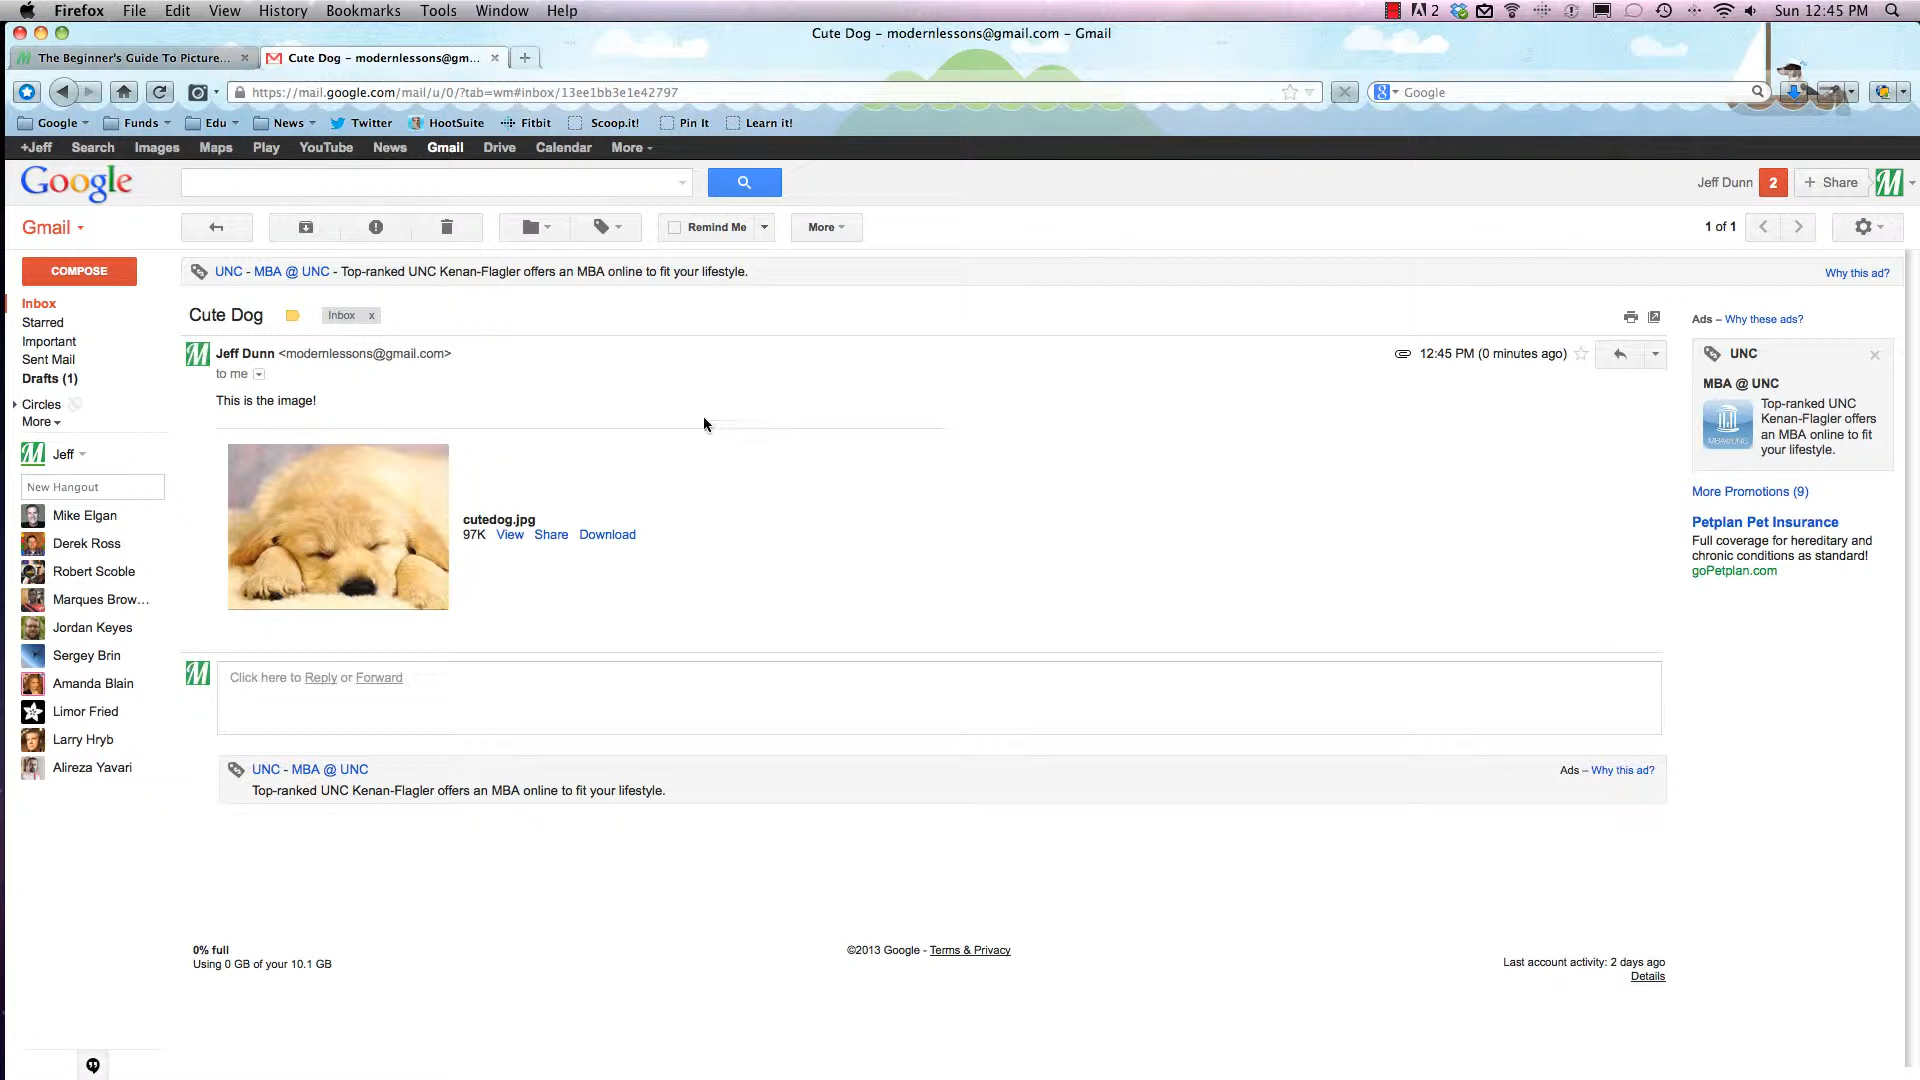 Firefox File Edit View History Bookmarks Tools Window Help 2 Sun 12:45 PM
Cute Dog – modernlessons@gmail.com – Gmail
The Beginner's Guide To Picture... Cute Dog – modernlessons@gm...
https://mail.google.com/mail/u/0/?tab=wm#inbox/13ee1bb3e1e42797 Google
Google Funds Edu News Twitter HootSuite Fitbit Scoop.it! Pin It Learn it!
+Jeff Search Images Maps Play YouTube News Gmail Drive Calendar More
Google Jeff Dunn 2 + Share
Gmail Remind Me More 1 of 1
COMPOSE
UNC - MBA @ UNC - Top-ranked UNC Kenan-Flagler offers an MBA online to fit your lifestyle. Why this ad?
Inbox
Starred
Important
Sent Mail
Drafts (1)
Circles
More
Jeff
New Hangout
Mike Elgan
Derek Ross
Robert Scoble
Marques Brow...
Jordan Keyes
Sergey Brin
Amanda Blain
Limor Fried
Larry Hryb
Alireza Yavari
Cute Dog Inbox x
Jeff Dunn <modernlessons@gmail.com> 12:45 PM (0 minutes ago)
to me
This is the image!
cutedog.jpg
97K View Share Download
Click here to Reply or Forward
UNC - MBA @ UNC Ads – Why this ad?
Top-ranked UNC Kenan-Flagler offers an MBA online to fit your lifestyle.
Ads – Why these ads?
UNC
MBA @ UNC
Top-ranked UNC
Kenan-Flagler offers
an MBA online to fit
your lifestyle.
MBA@UNC
More Promotions (9)
Petplan Pet Insurance
Full coverage for hereditary and
chronic conditions as standard!
goPetplan.com
0% full
Using 0 GB of your 10.1 GB
©2013 Google - Terms & Privacy
Last account activity: 2 days ago
Details